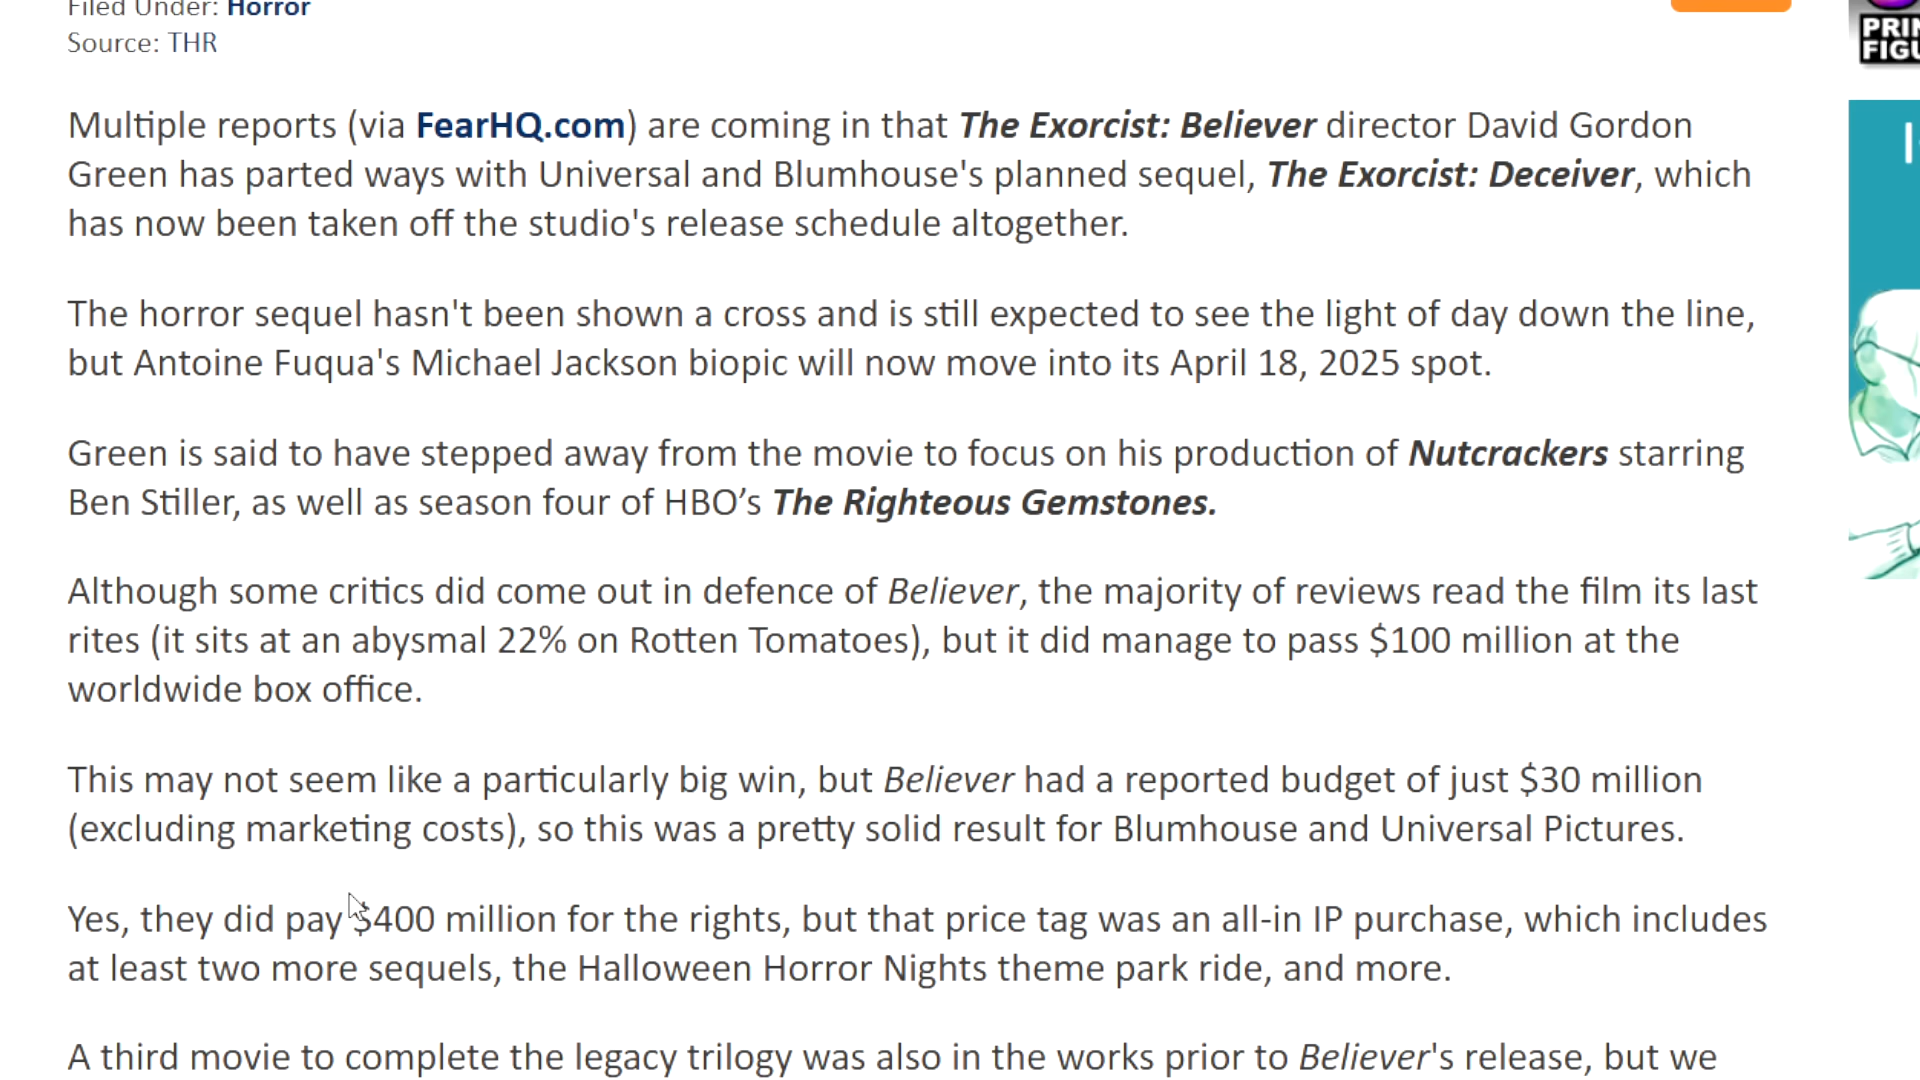 Filed Under: Horror
Source: THR
Multiple reports (via FearHQ.com) are coming in that The Exorcist: Believer director David Gordon
Green has parted ways with Universal and Blumhouse's planned sequel, The Exorcist: Deceiver, which
has now been taken off the studio's release schedule altogether.
The horror sequel hasn't been shown a cross and is still expected to see the light of day down the line,
but Antoine Fuqua's Michael Jackson biopic will now move into its April 18, 2025 spot.
Green is said to have stepped away from the movie to focus on his production of Nutcrackers starring
Ben Stiller, as well as season four of HBO’s The Righteous Gemstones.
Although some critics did come out in defence of Believer, the majority of reviews read the film its last
rites (it sits at an abysmal 22% on Rotten Tomatoes), but it did manage to pass $100 million at the
worldwide box office.
This may not seem like a particularly big win, but Believer had a reported budget of just $30 million
(excluding marketing costs), so this was a pretty solid result for Blumhouse and Universal Pictures.
Yes, they did pay $400 million for the rights, but that price tag was an all-in IP purchase, which includes
at least two more sequels, the Halloween Horror Nights theme park ride, and more.
A third movie to complete the legacy trilogy was also in the works prior to Believer's release, but we